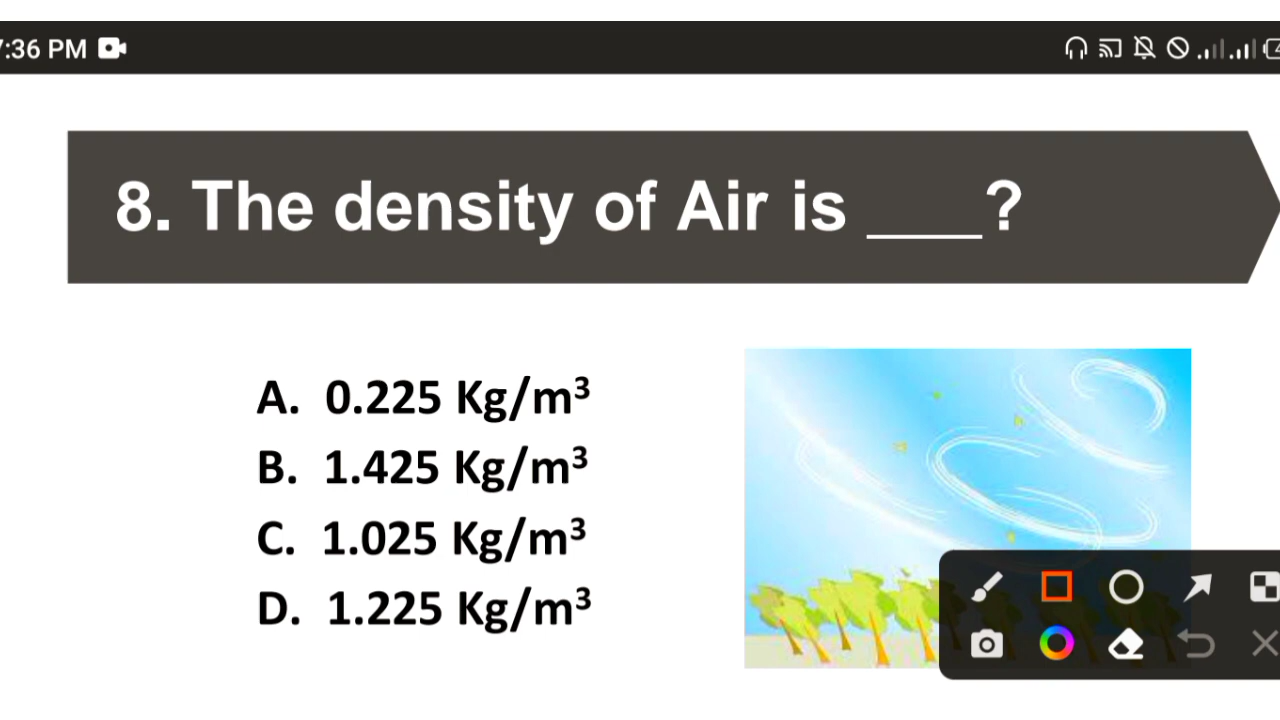 :36 PM
8. The density of Air is ____?
A. 0.225 Kg/m³
B. 1.425 Kg/m³
C. 1.025 Kg/m³
D. 1.225 Kg/m³